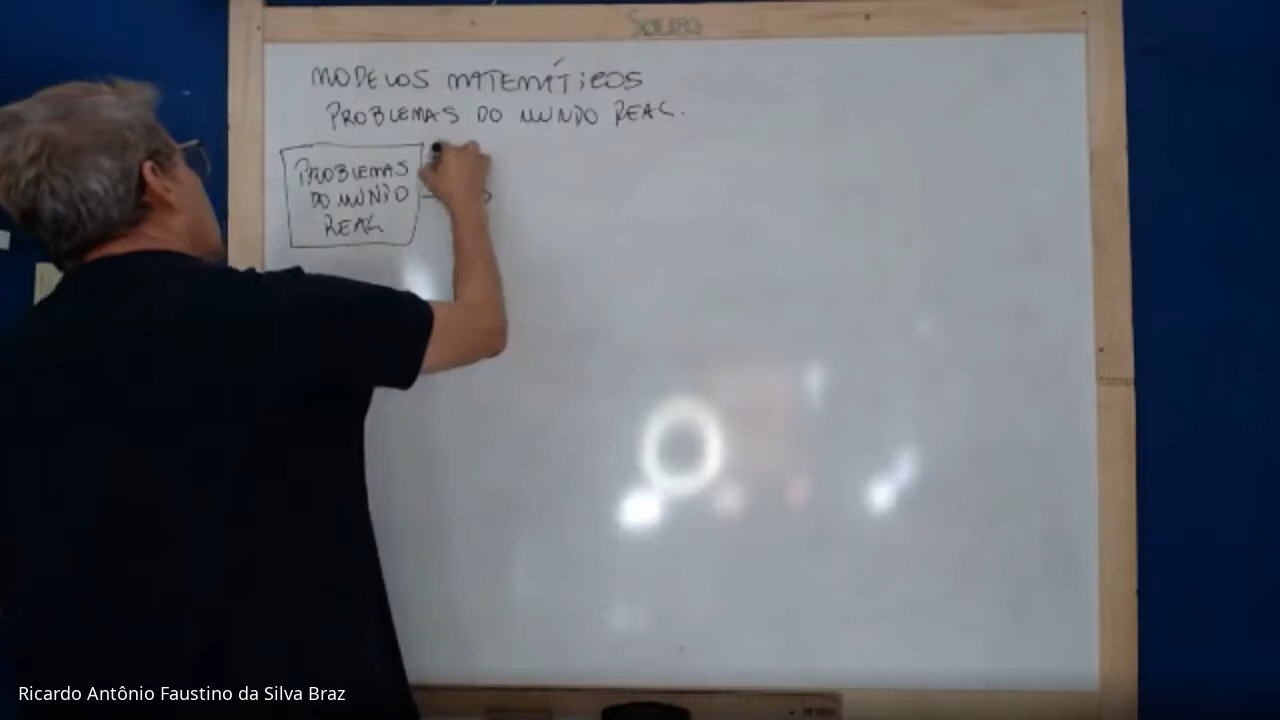 MODELOS MATEMÁTICOS
PROBLEMAS DO MUNDO REAL.
PROBLEMAS
DO MUNDO
REAL
Ricardo Antônio Faustino da Silva Braz